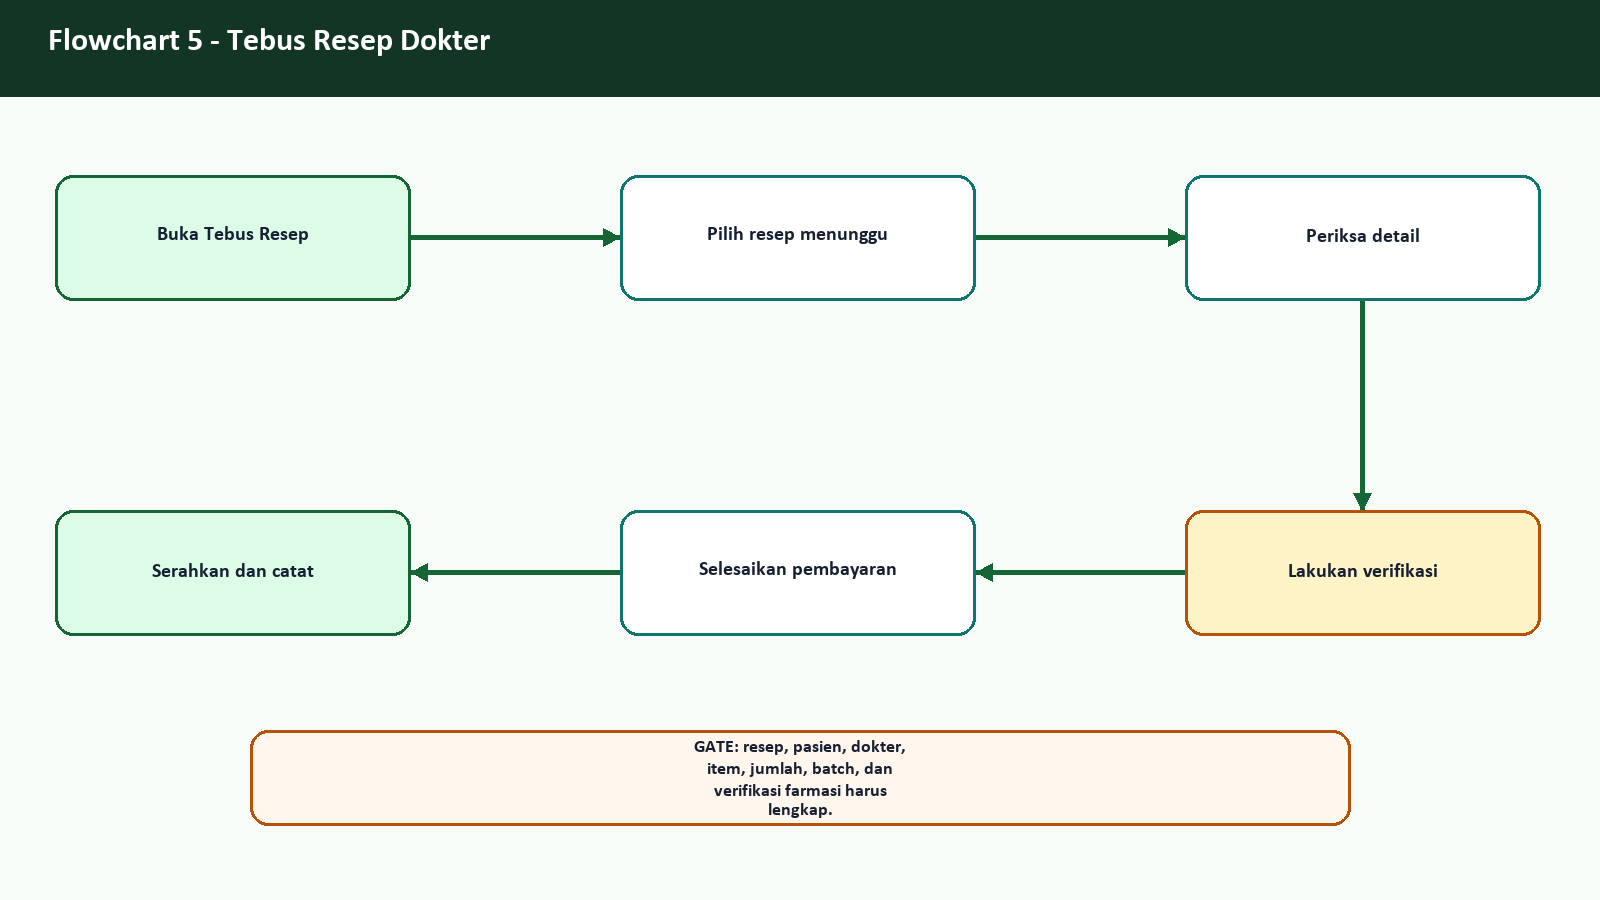 Flowchart 5 - Tebus Resep Dokter
Buka Tebus Resep
Pilih resep menunggu
Periksa detail
Serahkan dan catat
Selesaikan pembayaran
Lakukan verifikasi
GATE: resep, pasien, dokter,
item, jumlah, batch, dan
verifikasi farmasi harus
lengkap.